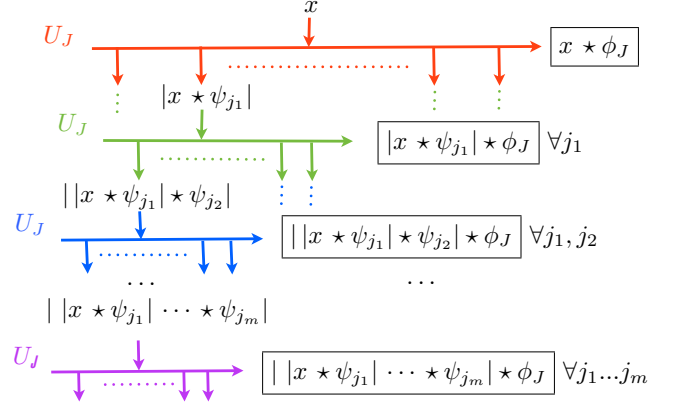 x
U_J x ⋆ φ_J
|x ⋆ ψ_{j_1}|
U_J |x ⋆ ψ_{j_1}| ⋆ φ_J ∀j_1
| |x ⋆ ψ_{j_1}| ⋆ ψ_{j_2}|
U_J | |x ⋆ ψ_{j_1}| ⋆ ψ_{j_2}| ⋆ φ_J ∀j_1, j_2
... ...
| |x ⋆ ψ_{j_1}| ⋯ ⋆ ψ_{j_m}|
U_J | |x ⋆ ψ_{j_1}| ⋯ ⋆ ψ_{j_m}| ⋆ φ_J ∀j_1...j_m